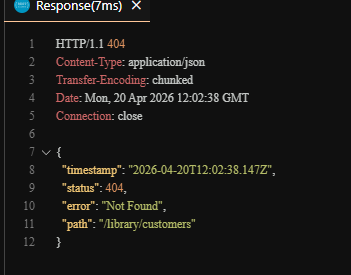 Response(7ms) ×
1 HTTP/1.1 404
2 Content-Type: application/json
3 Transfer-Encoding: chunked
4 Date: Mon, 20 Apr 2026 12:02:38 GMT
5 Connection: close
6
7 {
8 "timestamp": "2026-04-20T12:02:38.147Z",
9 "status": 404,
10 "error": "Not Found",
11 "path": "/library/customers"
12 }